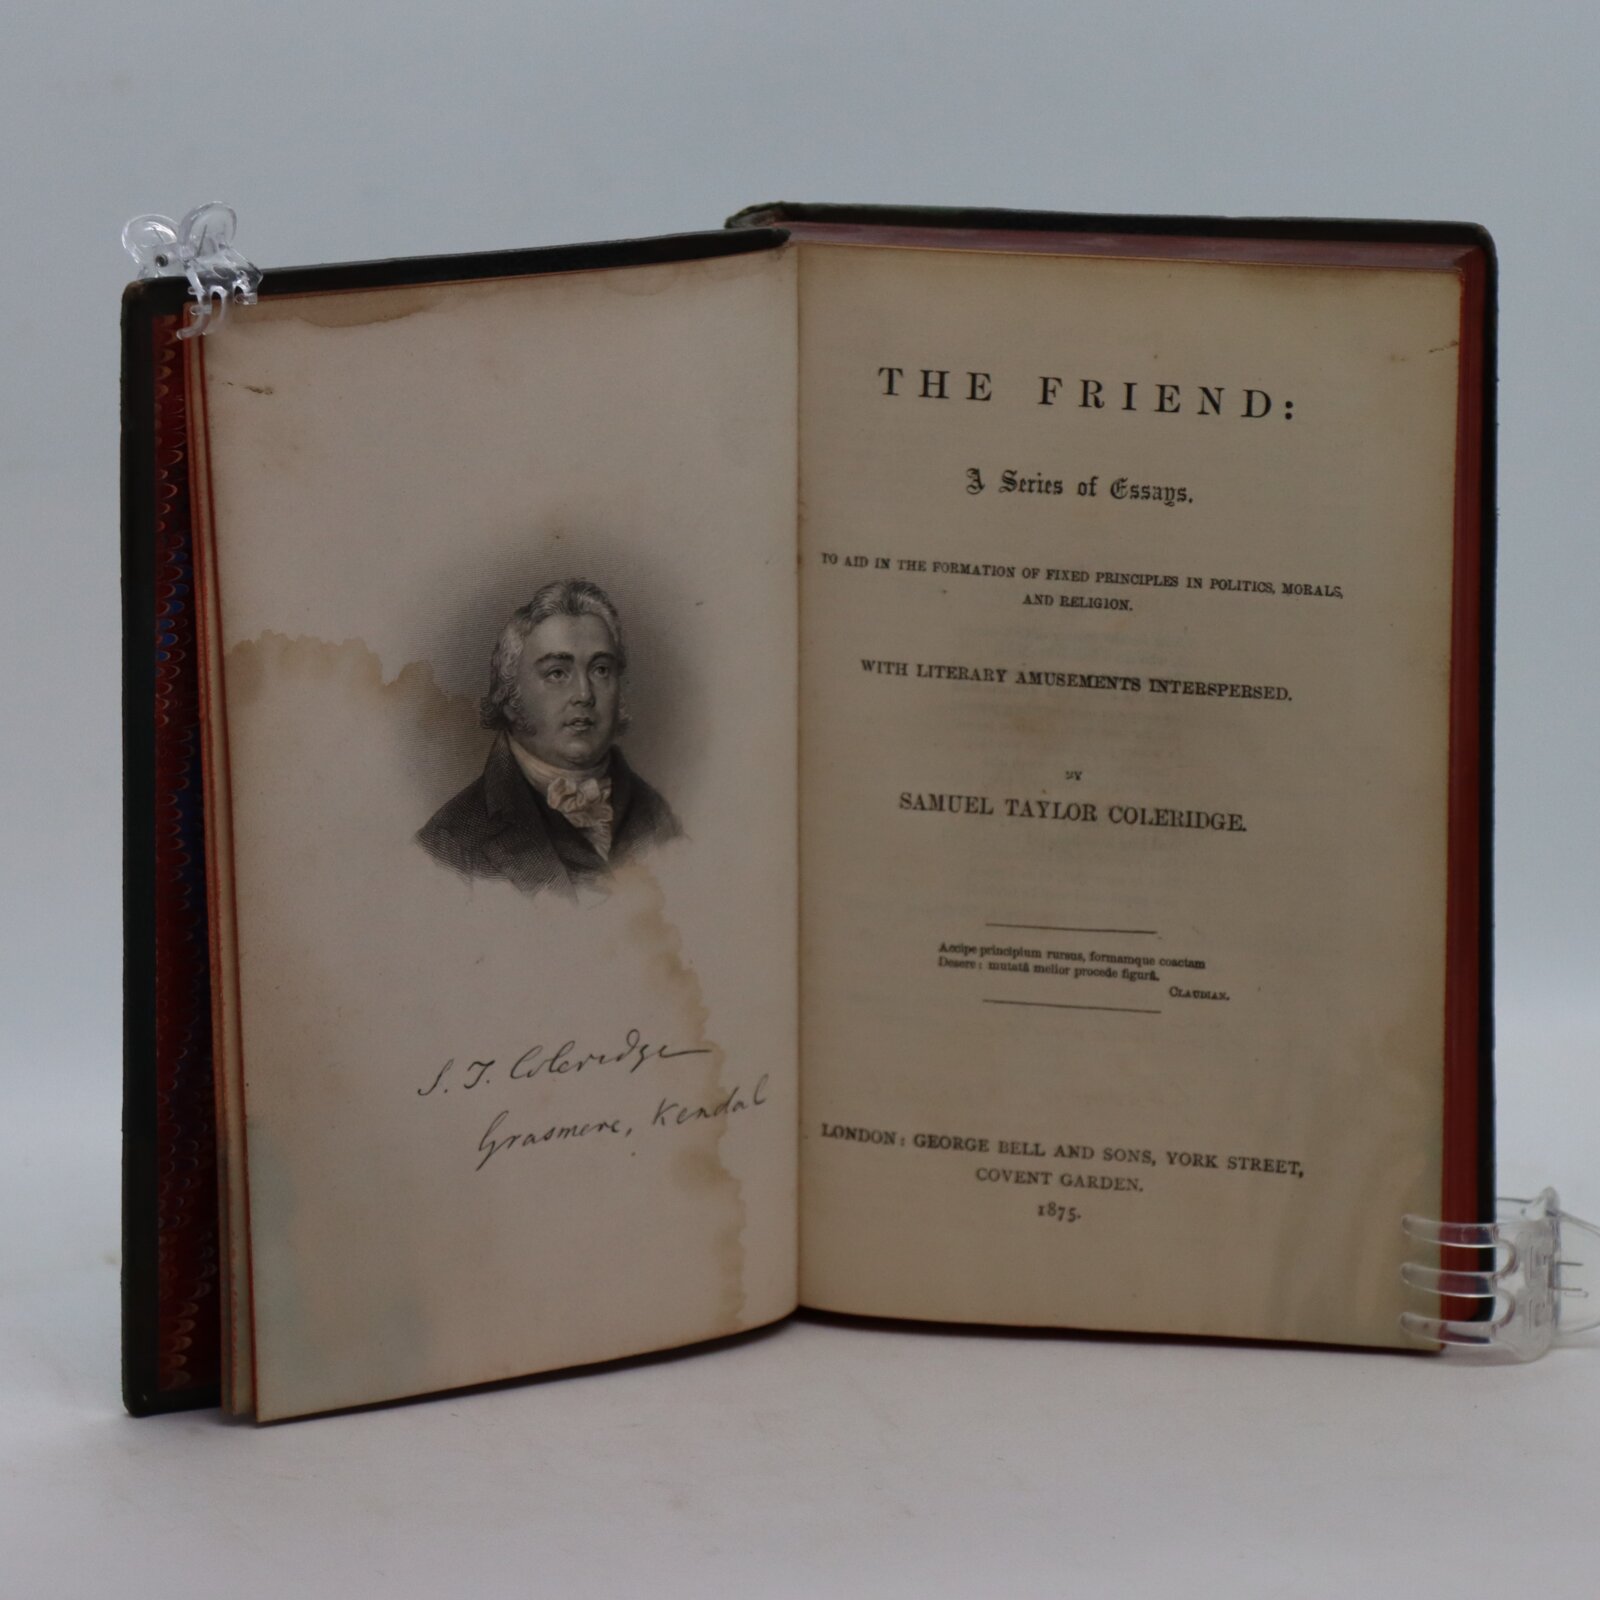 S. T. Coleridge
Grasmere, Kendal
THE FRIEND:
A Series of Essays.
TO AID IN THE FORMATION OF FIXED PRINCIPLES IN POLITICS, MORALS,
AND RELIGION.
WITH LITERARY AMUSEMENTS INTERSPERSED.
BY
SAMUEL TAYLOR COLERIDGE.
Accipe principium rursus, formamque coactam
Desere: mutatâ melior procede figurâ.
CLAUDIAN.
LONDON: GEORGE BELL AND SONS, YORK STREET,
COVENT GARDEN.
1875.